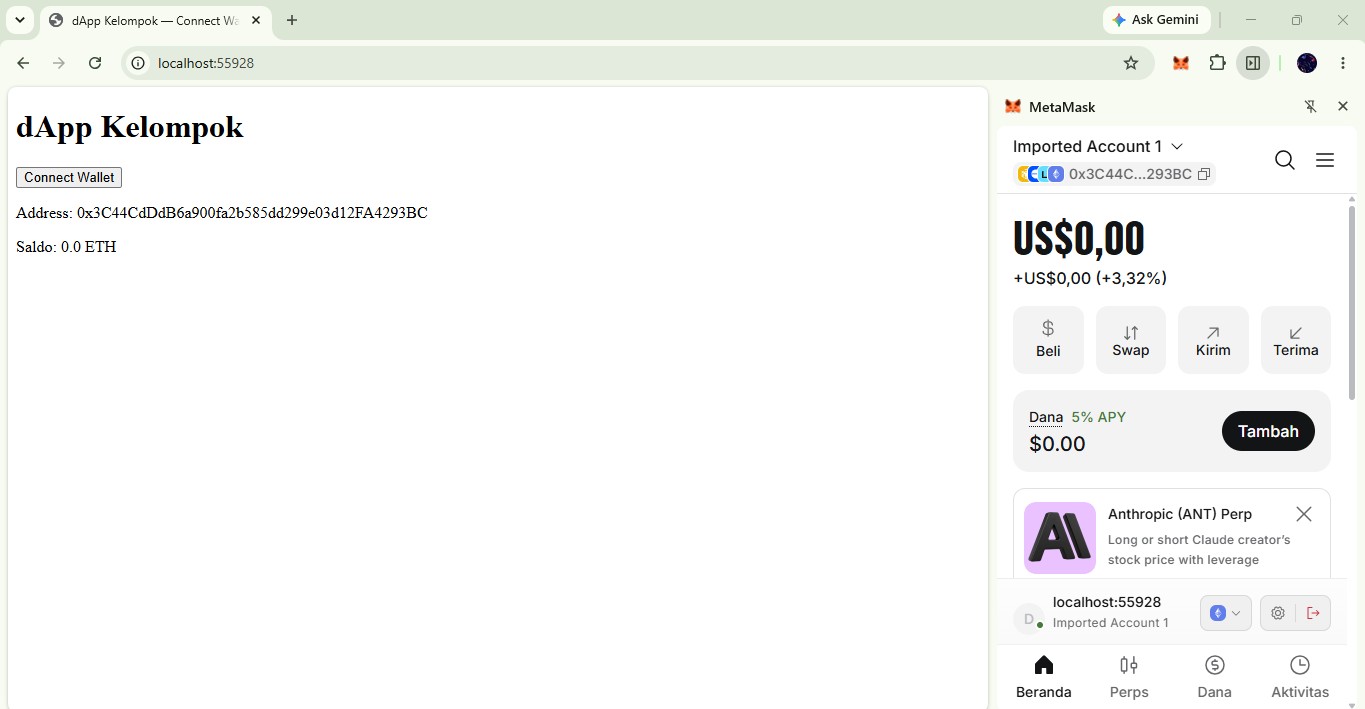 dApp Kelompok — Connect Wa
Ask Gemini
localhost:55928
dApp Kelompok
Connect Wallet
Address: 0x3C44CdDdB6a900fa2b585dd299e03d12FA4293BC
Saldo: 0.0 ETH
MetaMask
Imported Account 1
L
0x3C44C...293BC
US$0,00
+US$0,00 (+3,32%)
Beli
Swap
Kirim
Terima
Dana 5% APY
$0.00
Tambah
Anthropic (ANT) Perp
Long or short Claude creator's
stock price with leverage
D
localhost:55928
Imported Account 1
Beranda
Perps
Dana
Aktivitas